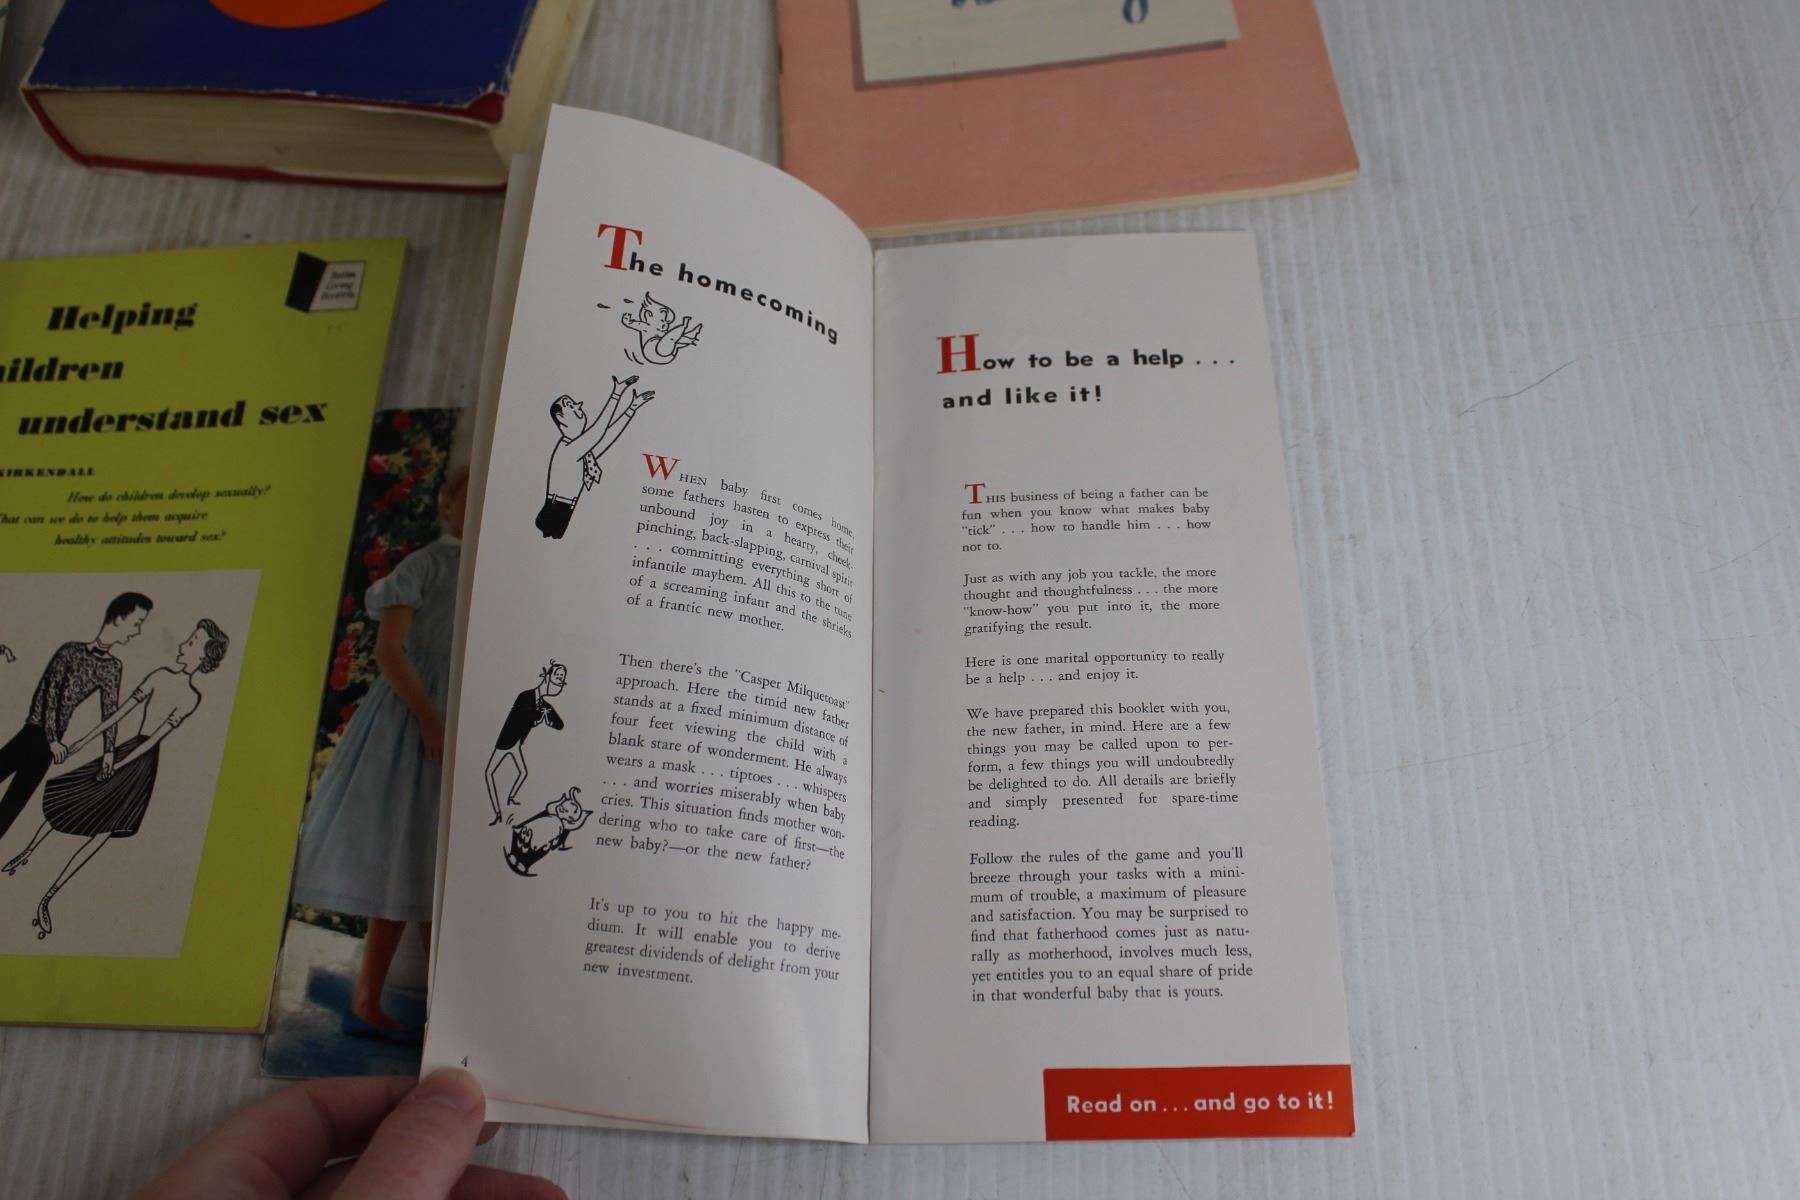 Helping
ildren
understand sex
KIRKENDALL
How do children develop sexually?
hat can we do to help them acquire
healthy attitudes toward sex?
Better
Living
Booklets
The homecoming
WHEN baby first comes home,
some fathers hasten to express their
unbound joy in a hearty, cheek-
pinching, back-slapping, carnival spirit
. . . committing everything short of
infantile mayhem. All this to the tune
of a screaming infant and the shrieks
of a frantic new mother.
Then there's the "Casper Milquetoast"
approach. Here the timid new father
stands at a fixed minimum distance of
four feet viewing the child with a
blank stare of wonderment. He always
wears a mask . . . tiptoes . . . whispers
. . . and worries miserably when baby
cries. This situation finds mother won-
dering who to take care of first—the
new baby?—or the new father?
It's up to you to hit the happy me-
dium. It will enable you to derive
greatest dividends of delight from your
new investment.
4
How to be a help . . .
and like it!
THIS business of being a father can be
fun when you know what makes baby
"tick" . . . how to handle him . . . how
not to.
Just as with any job you tackle, the more
thought and thoughtfulness . . . the more
"know-how" you put into it, the more
gratifying the result.
Here is one marital opportunity to really
be a help . . . and enjoy it.
We have prepared this booklet with you,
the new father, in mind. Here are a few
things you may be called upon to per-
form, a few things you will undoubtedly
be delighted to do. All details are briefly
and simply presented for spare-time
reading.
Follow the rules of the game and you'll
breeze through your tasks with a mini-
mum of trouble, a maximum of pleasure
and satisfaction. You may be surprised to
find that fatherhood comes just as natu-
rally as motherhood, involves much less,
yet entitles you to an equal share of pride
in that wonderful baby that is yours.
Read on . . . and go to it!